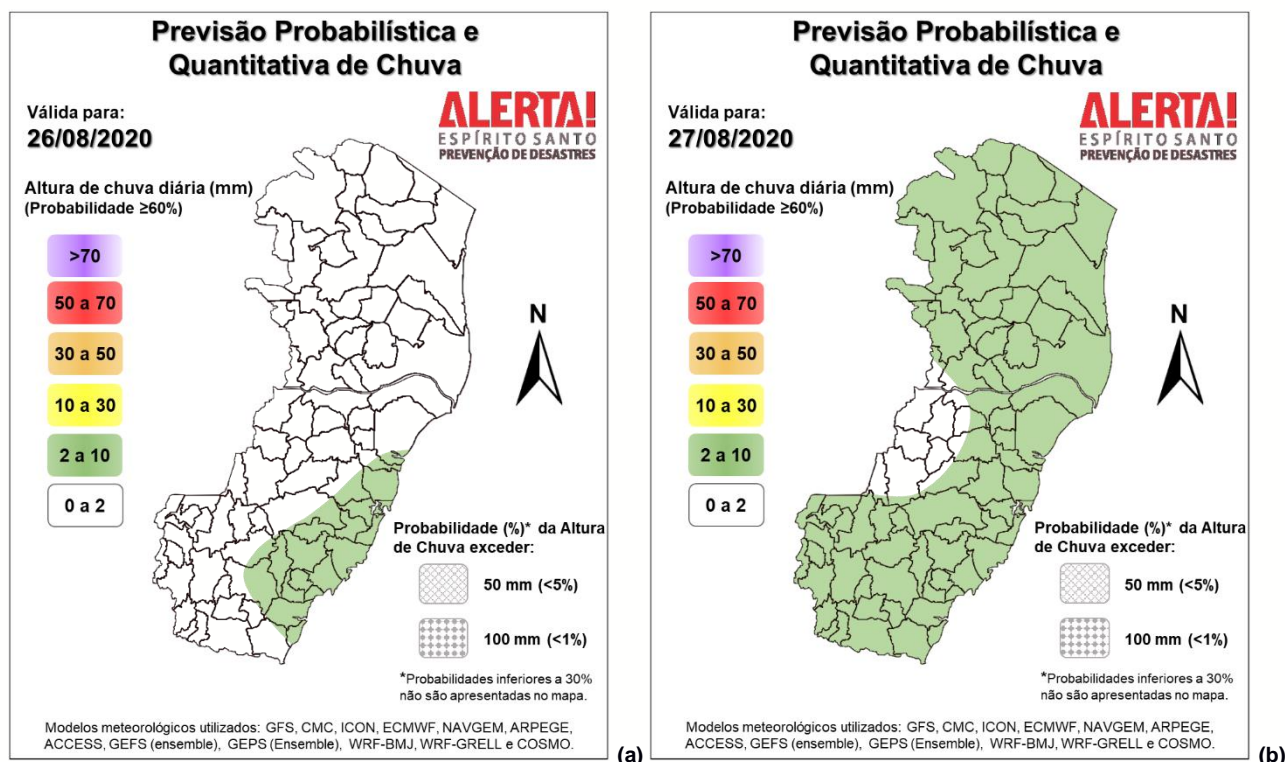 Previsão Probabilística e
Quantitativa de Chuva
Válida para:
26/08/2020
ALERTA!
ESPÍRITO SANTO
PREVENÇÃO DE DESASTRES
Altura de chuva diária (mm)
(Probabilidade ≥60%)
>70
50 a 70
30 a 50
10 a 30
2 a 10
0 a 2
N
Probabilidade (%)* da Altura
de Chuva exceder:
50 mm (<5%)
100 mm (<1%)
*Probabilidades inferiores a 30%
não são apresentadas no mapa.
Modelos meteorológicos utilizados: GFS, CMC, ICON, ECMWF, NAVGEM, ARPEGE,
ACCESS, GEFS (ensemble), GEPS (Ensemble), WRF-BMJ, WRF-GRELL e COSMO.
(a)
Previsão Probabilística e
Quantitativa de Chuva
Válida para:
27/08/2020
ALERTA!
ESPÍRITO SANTO
PREVENÇÃO DE DESASTRES
Altura de chuva diária (mm)
(Probabilidade ≥60%)
>70
50 a 70
30 a 50
10 a 30
2 a 10
0 a 2
N
Probabilidade (%)* da Altura
de Chuva exceder:
50 mm (<5%)
100 mm (<1%)
*Probabilidades inferiores a 30%
não são apresentadas no mapa.
Modelos meteorológicos utilizados: GFS, CMC, ICON, ECMWF, NAVGEM, ARPEGE,
ACCESS, GEFS (ensemble), GEPS (Ensemble), WRF-BMJ, WRF-GRELL e COSMO.
(b)